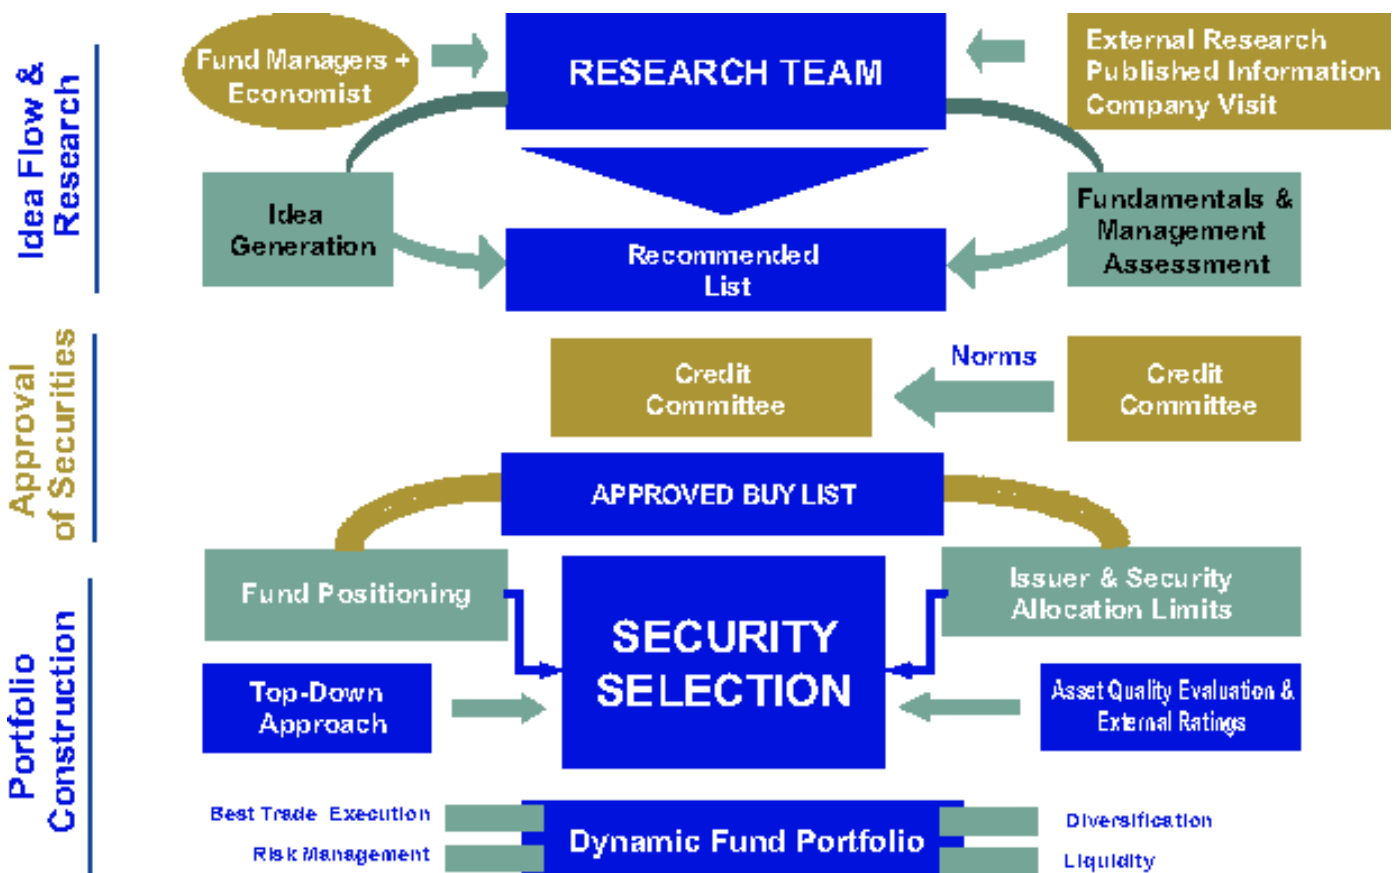 Idea Flow &
Research
Fund Managers +
Economist
RESEARCH TEAM
External Research
Published Information
Company Visit
Idea
Generation
Recommended
List
Fundamentals &
Management
Assessment
Approval
of Securities
Credit
Committee
Norms
Credit
Committee
APPROVED BUY LIST
Portfolio
Construction
Fund Positioning
SECURITY
SELECTION
Issuer & Security
Allocation Limits
Top-Down
Approach
Asset Quality Evaluation &
External Ratings
Best Trade Execution
Risk Management
Dynamic Fund Portfolio
Diversification
Liquidity